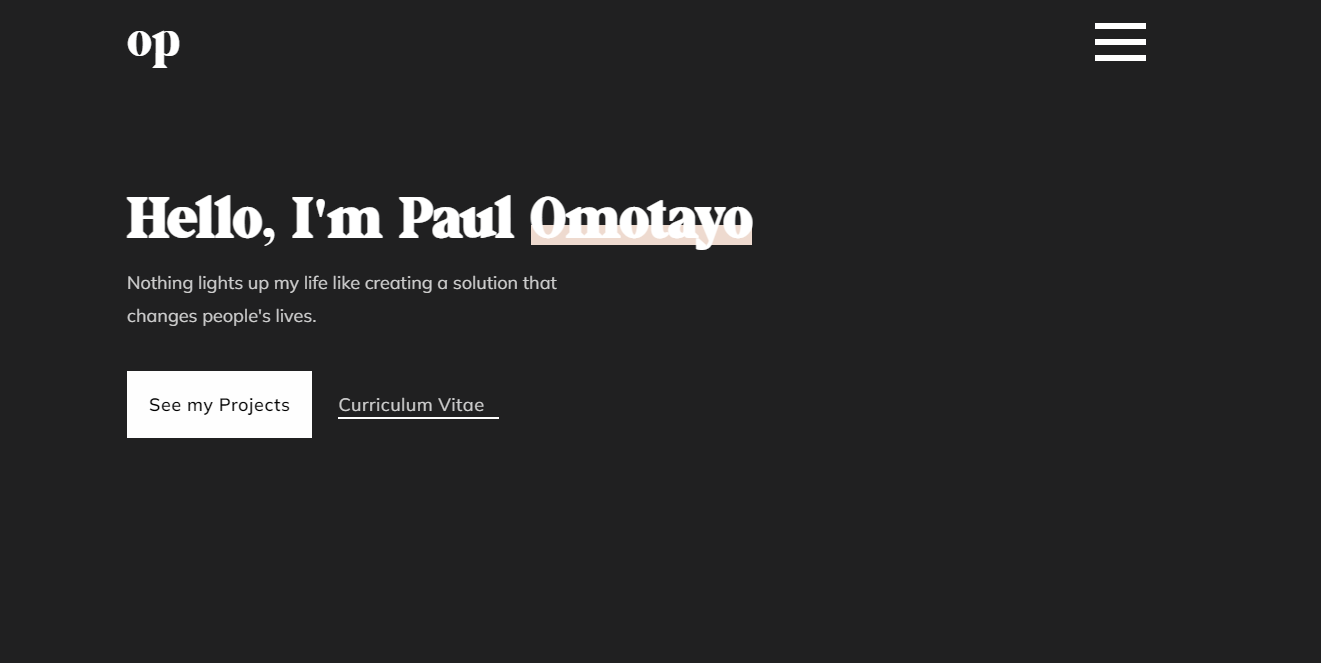 op
Hello, I'm Paul Omotayo
Nothing lights up my life like creating a solution that
changes people's lives.
See my Projects
Curriculum Vitae